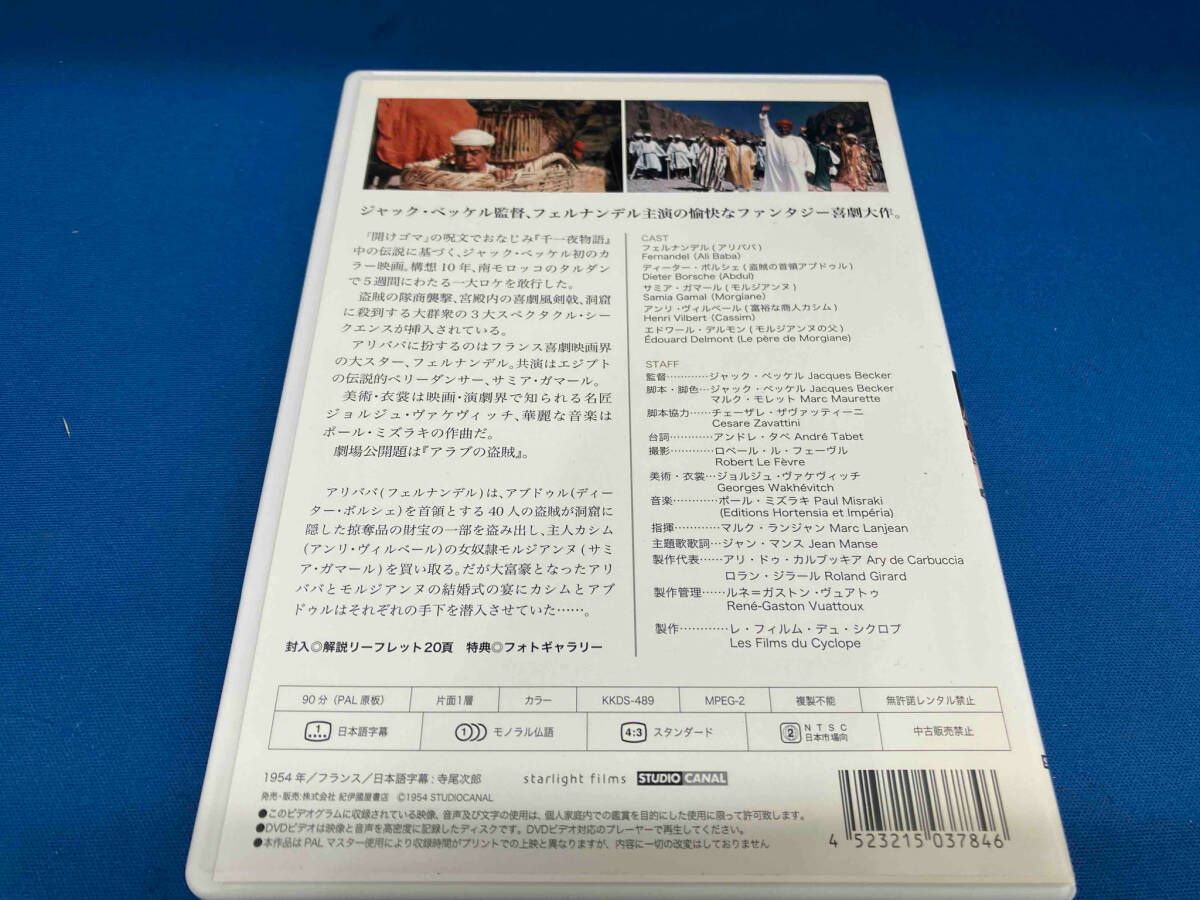 ジャック・ベッケル監督、フェルナンデル主演の愉快なファンタジー喜劇大作。
「開けゴマ」の呪文でおなじみ『千一夜物語』
中の伝説に基づく、ジャック・ベッケル初のカ
ラー映画。構想10年、南モロッコのタルダン
で5週間にわたる一大ロケを敢行した。
盗賊の隊商襲撃、宮殿内の喜劇風剣戟、洞窟
に殺到する大群衆の3大スペクタクル・シー
クエンスが挿入されている。
アリババに扮するのはフランス喜劇映画界
の大スター、フェルナンデル。共演はエジプト
の伝説的ベリーダンサー、サミア・ガマール。
美術・衣裳は映画・演劇界で知られる名匠
ジョルジュ・ヴァケヴィッチ、華麗な音楽は
ポール・ミズラキの作曲だ。
劇場公開題は『アラブの盗賊』。
アリババ(フェルナンデル)は、アブドゥル(ディー
ター・ボルシェ)を首領とする40人の盗賊が洞窟に
隠した掠奪品の財宝の一部を盗み出し、主人カシム
(アンリ・ヴィルベール)の女奴隷モルジアンヌ(サミ
ア・ガマール)を買い取る。だが大富豪となったアリ
ババとモルジアンヌの結婚式の宴にカシムとアブ
ドゥルはそれぞれの手下を潜入させていた……。
封入◎解説リーフレット20頁 特典◎フォトギャラリー
CAST
フェルナンデル(アリババ)
Fernandel (Ali Baba)
ディーター・ボルシェ(盗賊の首領アブドゥル)
Dieter Borsche (Abdul)
サミア・ガマール(モルジアンヌ)
Samia Gamal (Morgiane)
アンリ・ヴィルベール(富裕な商人カシム)
Henri Vilbert (Cassim)
エドワール・デルモン(モルジアンヌの父)
Édouard Delmont (Le père de Morgiane)
STAFF
監督…………ジャック・ベッケル Jacques Becker
脚本・脚色…ジャック・ベッケル Jacques Becker
マルク・モレット Marc Maurette
脚本協力……チェーザレ・ザヴァッティーニ
Cesare Zavattini
台詞…………アンドレ・タベ André Tabet
撮影…………ロベール・ル・フェーヴル
Robert Le Fèvre
美術・衣裳…ジョルジュ・ヴァケヴィッチ
Georges Wakhévitch
音楽…………ポール・ミズラキ Paul Misraki
(Editions Hortensia et Impéria)
指揮…………マルク・ランジャン Marc Lanjean
主題歌歌詞…ジャン・マンス Jean Manse
製作代表……アリ・ドゥ・カルブッキア Ary de Carbuccia
ロラン・ジラール Roland Girard
製作管理……ルネ=ガストン・ヴュアトゥ
René-Gaston Vuattoux
製作…………レ・フィルム・デュ・シクロプ
Les Films du Cyclope
90分(PAL原板) 片面1層 カラー KKDS-489 MPEG-2 複製不能 無許諾レンタル禁止
1 日本語字幕 1 モノラル仏語 4:3 スタンダード 2 NTSC 日本市場向 中古販売禁止
1954年/フランス/日本語字幕:寺尾次郎 starlight films STUDIO CANAL
発売・販売:株式会社 紀伊國屋書店 ©1954 STUDIOCANAL
●このビデオグラムに収録されている映像、音声及び文字の使用は、個人家庭内での鑑賞を目的にした使用に限って許可致します。
●DVDビデオは映像と音声を高密度に記録したディスクです。DVDビデオ対応のプレーヤーで再生してください。
●本作品はPALマスター使用により収録時間がプリントでの上映と異なりますが、内容に一切の改変はしておりません
4 523215 037846